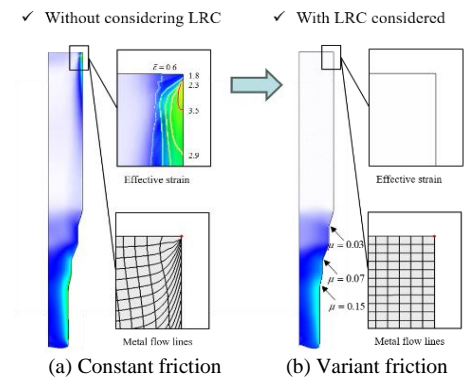 ✓ Without considering LRC
✓ With LRC considered
ε̄ = 0.6
1.8
2.3
3.5
2.9
Effective strain
Metal flow lines
Effective strain
μ = 0.03
μ = 0.07
μ = 0.15
Metal flow lines
(a) Constant friction
(b) Variant friction